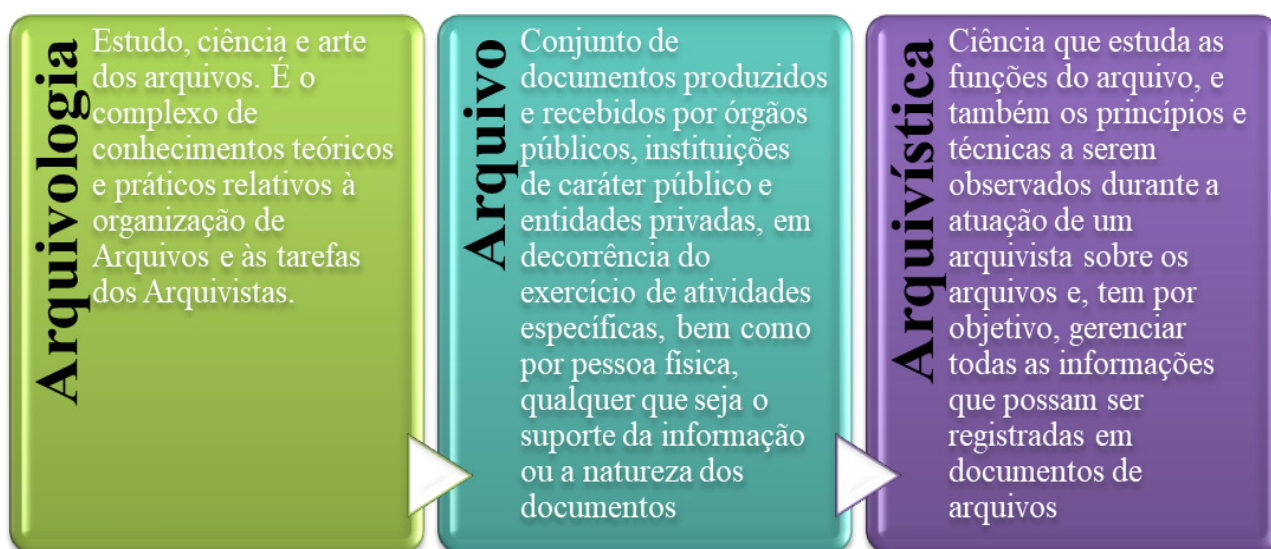 Arquivologia
Estudo, ciência e arte
dos arquivos. É o
complexo de
conhecimentos teóricos
e práticos relativos à
organização de
Arquivos e às tarefas
dos Arquivistas.
Arquivo
Conjunto de
documentos produzidos
e recebidos por órgãos
públicos, instituições
de caráter público e
entidades privadas, em
decorrência do
exercício de atividades
específicas, bem como
por pessoa física,
qualquer que seja o
suporte da informação
ou a natureza dos
documentos
Arquivística
Ciência que estuda as
funções do arquivo, e
também os princípios e
técnicas a serem
observados durante a
atuação de um
arquivista sobre os
arquivos e, tem por
objetivo, gerenciar
todas as informações
que possam ser
registradas em
documentos de
arquivos